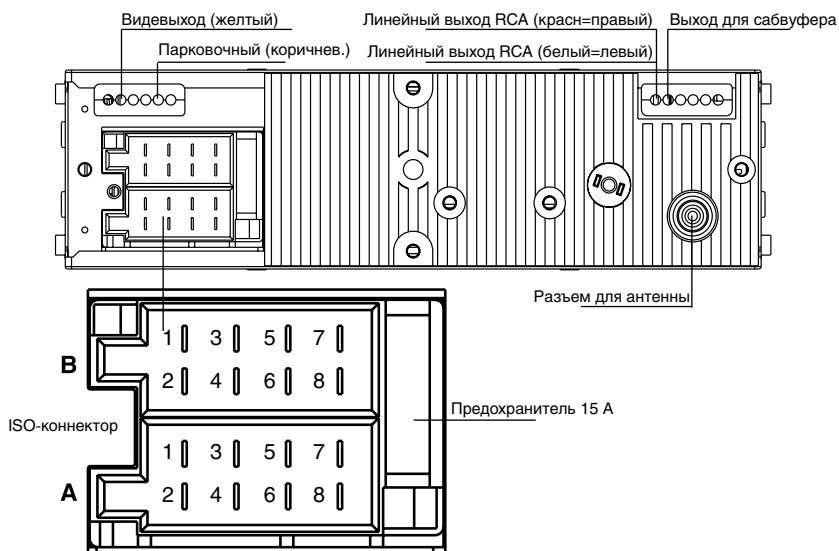 Видевыход (желтый)
Линейный выход RCA (красн=правый)
Выход для сабвуфера
Парковочный (коричнев.)
Линейный выход RCA (белый=левый)
Разъем для антенны
1 3 5 7
B
2 4 6 8
Предохранитель 15 А
ISO-коннектор
1 3 5 7
A
2 4 6 8